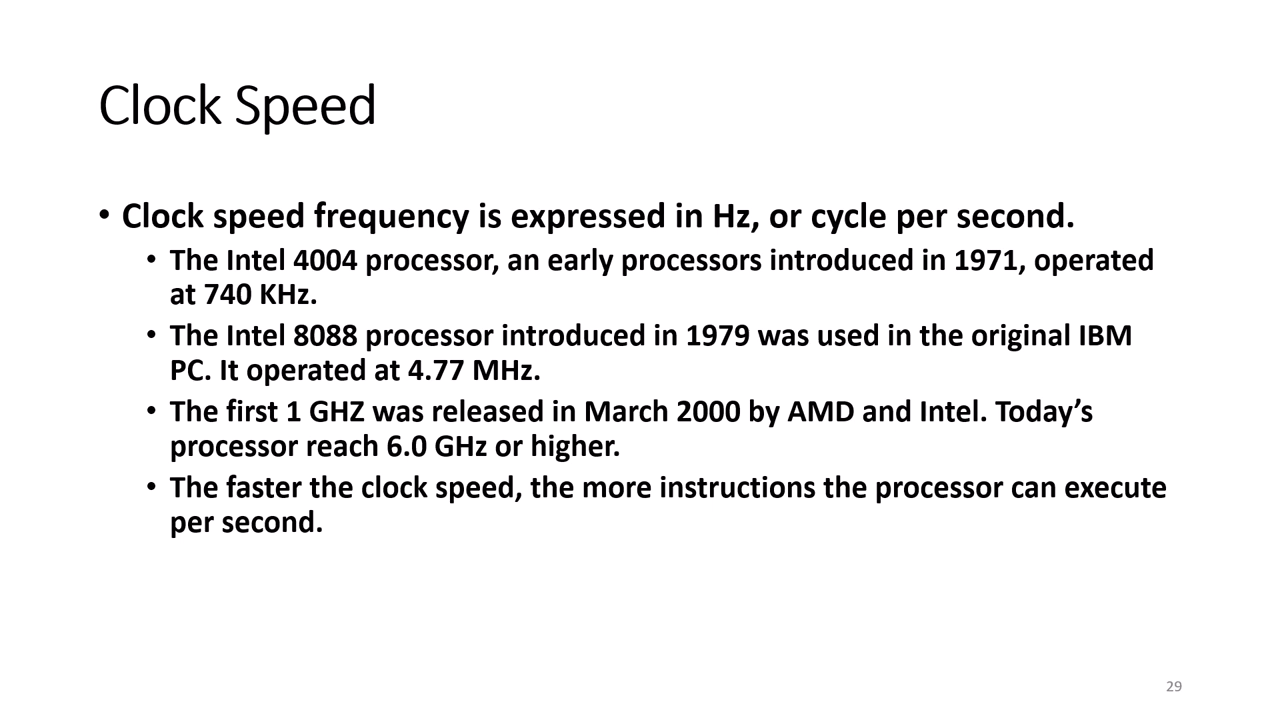 Clock Speed
• Clock speed frequency is expressed in Hz, or cycle per second.
• The Intel 4004 processor, an early processors introduced in 1971, operated
at 740 KHz.
• The Intel 8088 processor introduced in 1979 was used in the original IBM
PC. It operated at 4.77 MHz.
• The first 1 GHZ was released in March 2000 by AMD and Intel. Today’s
processor reach 6.0 GHz or higher.
• The faster the clock speed, the more instructions the processor can execute
per second.
29